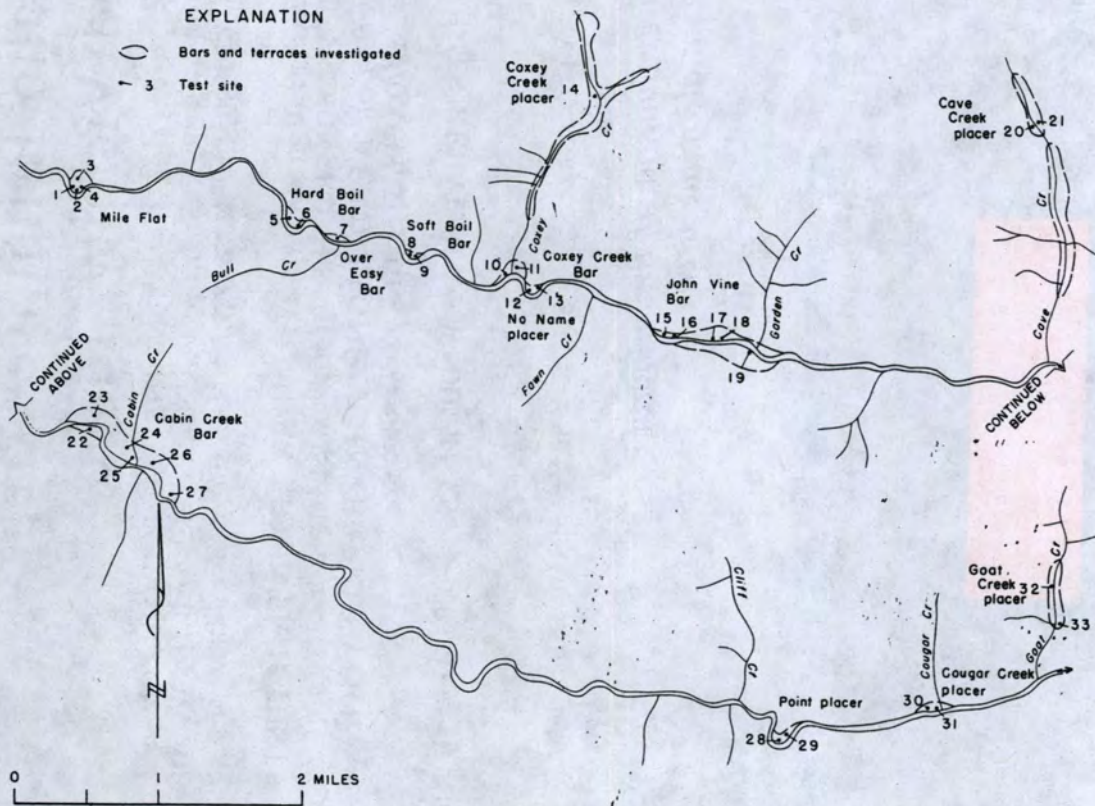 EXPLANATION
Bars and terraces investigated
3 Test site
Coxey
Creek
placer
14
Cr
Cave
Creek
placer
20
21
Cr
Cave
3
1
2
4
Mile Flat
Hard Boil
Bar
5
6
7
Over
Easy
Bar
Bull Cr
Soft Boil
Bar
8
9
Coxey
10
11
12
13
Coxey Creek
Bar
No Name
placer
Fawn Cr
John Vine
Bar
15
16
17
18
19
Garden Cr
CONTINUED
BELOW
CONTINUED
ABOVE
23
22
Cabin Cr
Cabin Creek
Bar
24
25
26
27
N
Cliff Cr
Point placer
28
29
Cougar Cr
30
31
Cougar Creek
placer
Goat
Creek
placer
32
33
Goat Cr
0 1 2 MILES